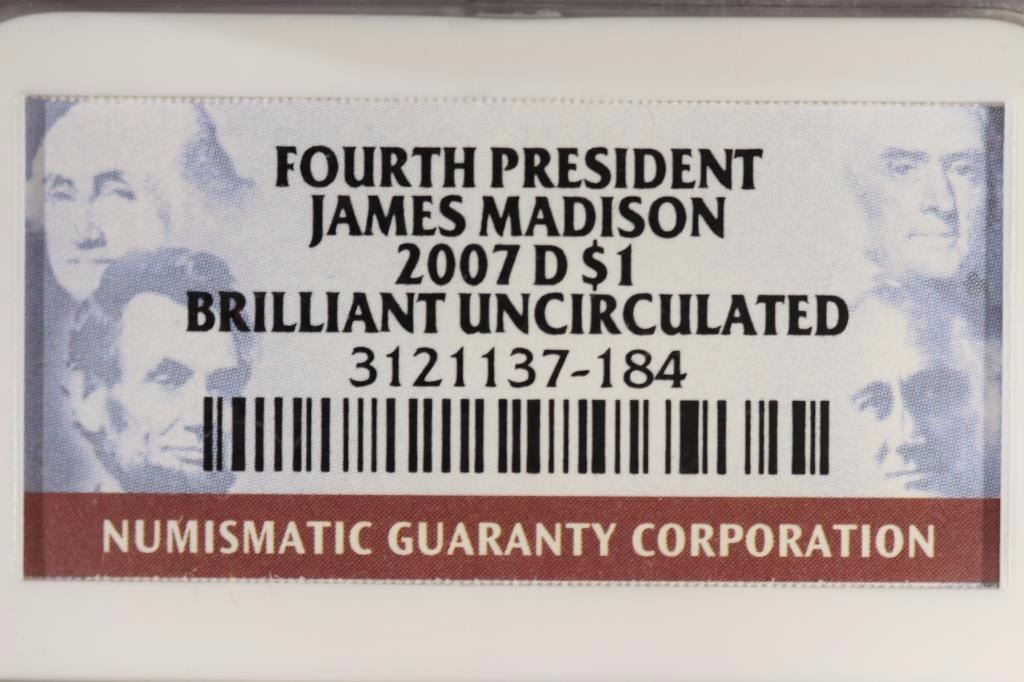 FOURTH PRESIDENT
JAMES MADISON
2007 D $1
BRILLIANT UNCIRCULATED
3121137-184
NUMISMATIC GUARANTY CORPORATION